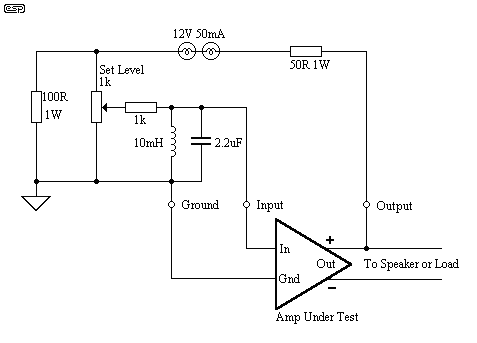 ESP
12V 50mA
50R 1W
Set Level
1k
100R
1W
1k
10mH
2.2uF
Ground
Input
Output
+
In
Out
To Speaker or Load
Gnd
−
Amp Under Test